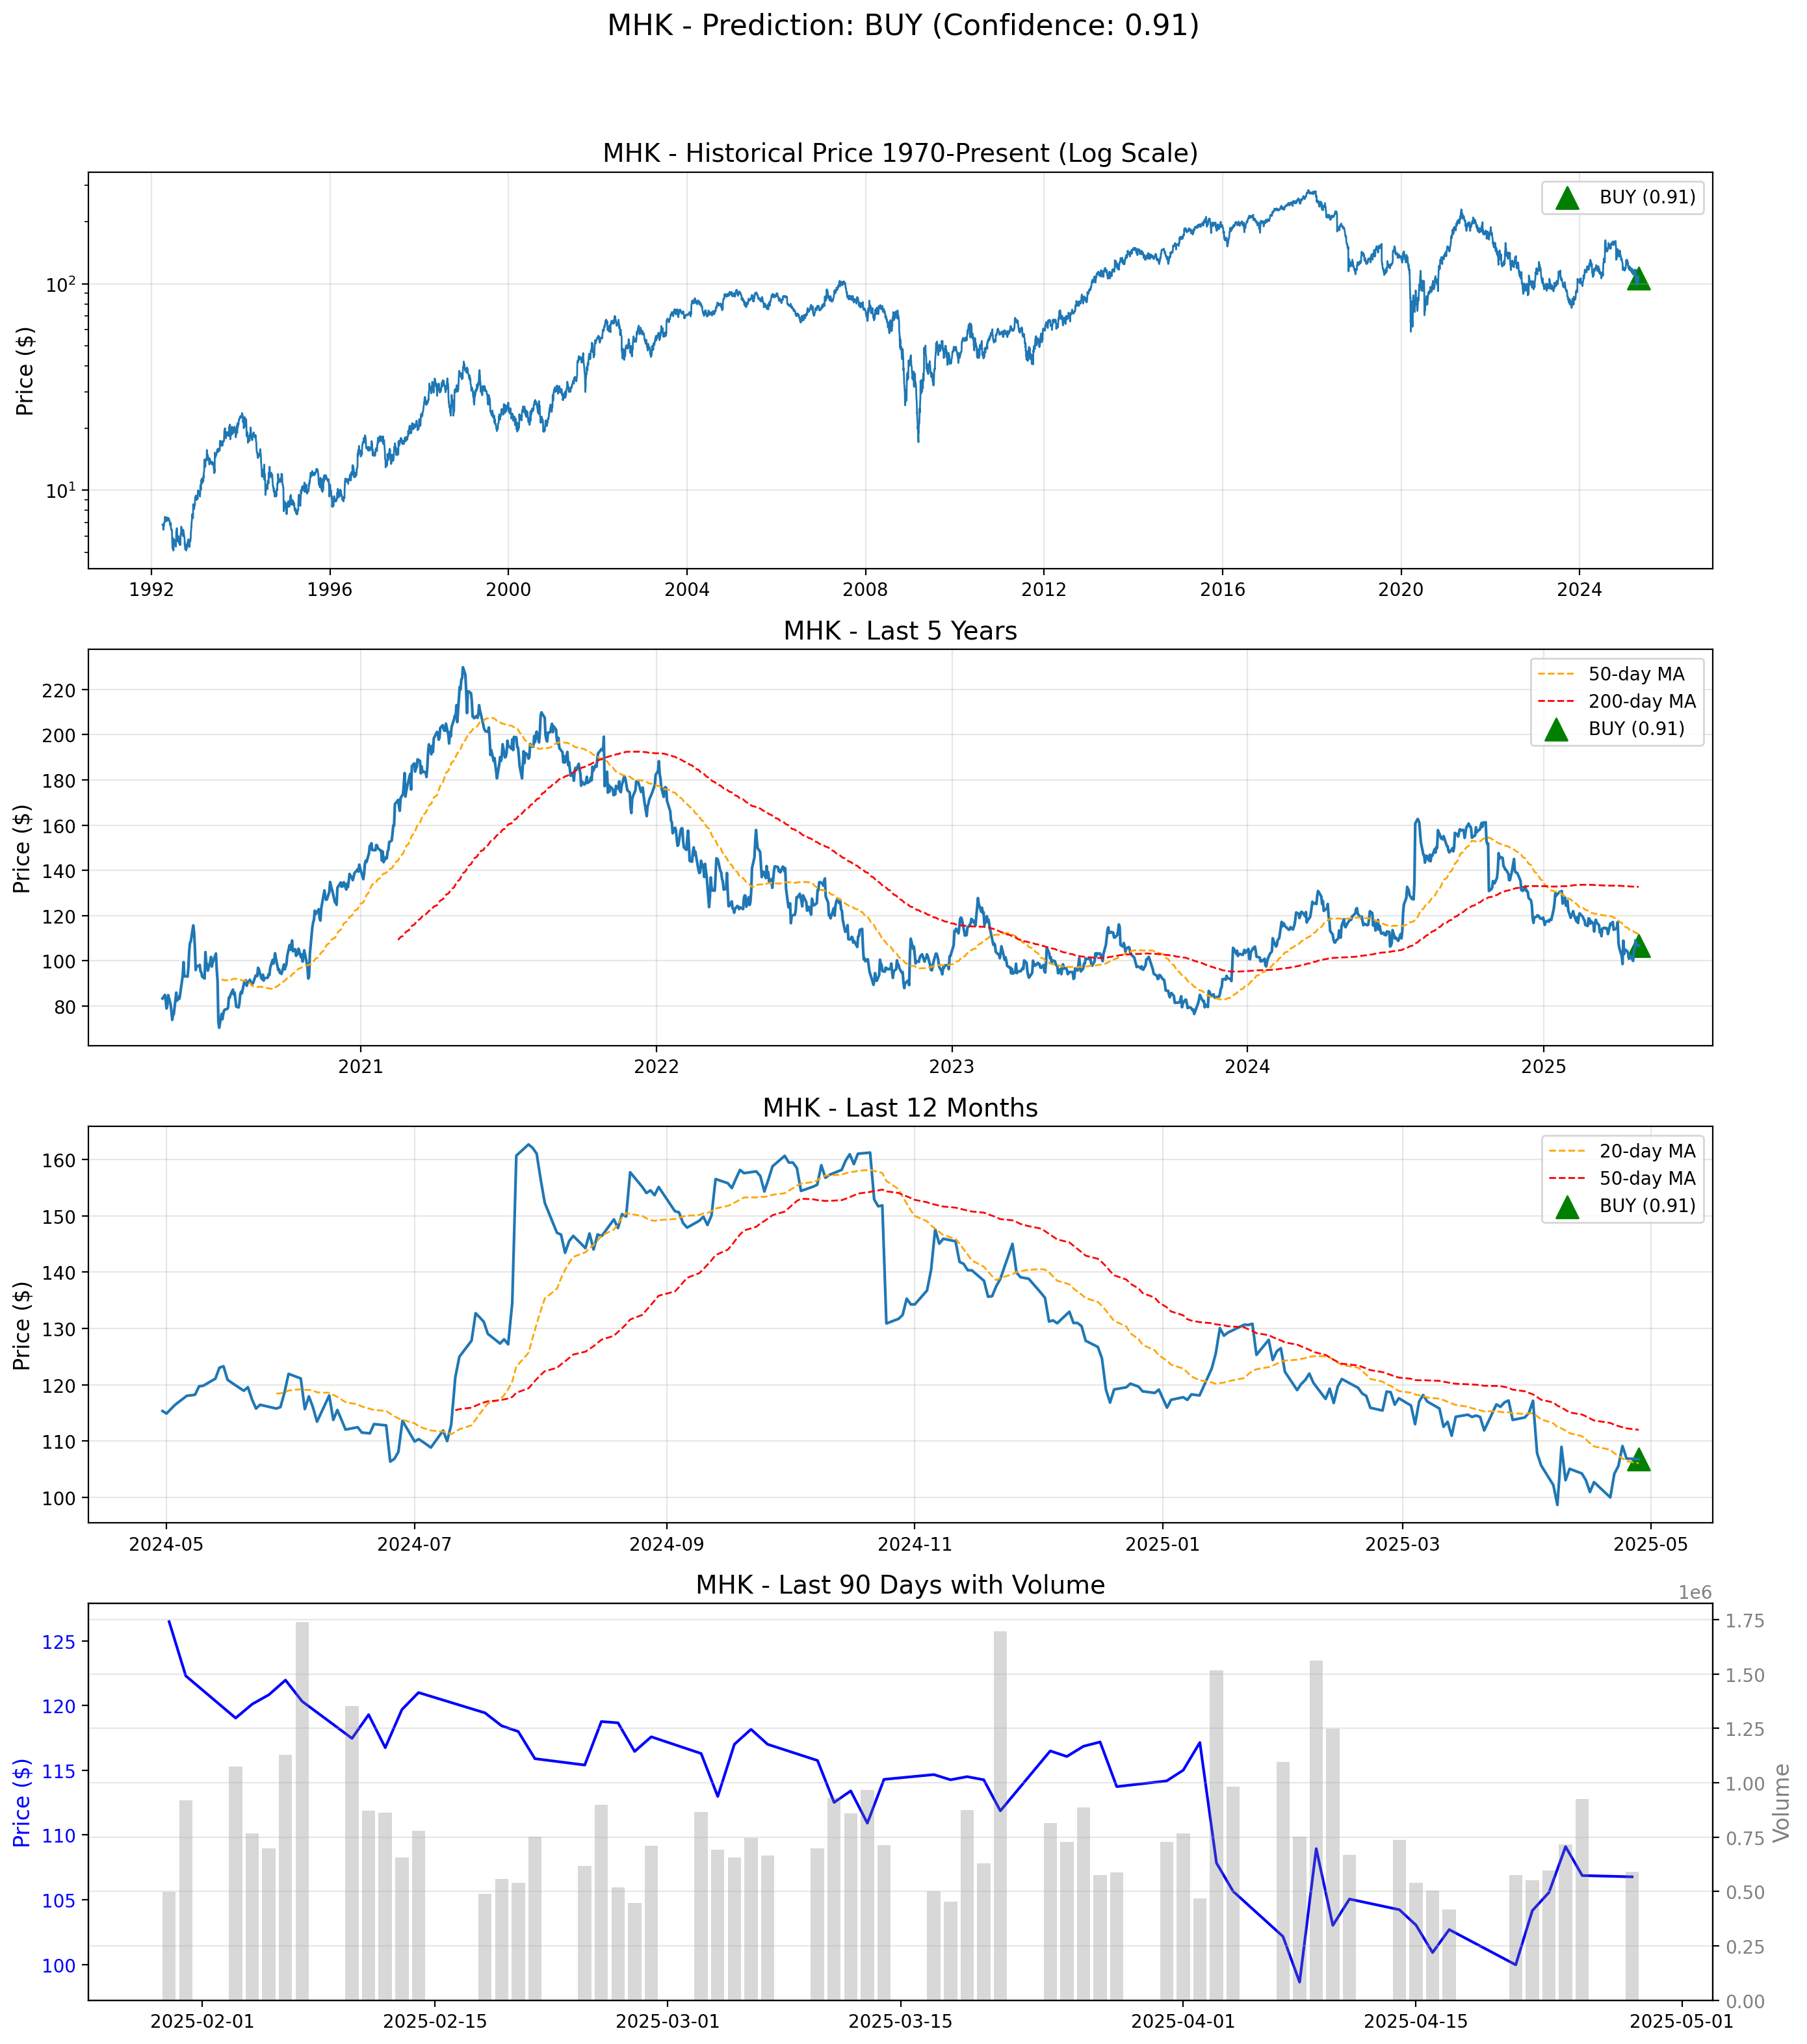 MHK - Prediction: BUY (Confidence: 0.91)
MHK - Historical Price 1970-Present (Log Scale)
Price ($)
10²
10¹
BUY (0.91)
1992 1996 2000 2004 2008 2012 2016 2020 2024
MHK - Last 5 Years
Price ($)
220
200
180
160
140
120
100
80
50-day MA
200-day MA
BUY (0.91)
2021 2022 2023 2024 2025
MHK - Last 12 Months
Price ($)
160
150
140
130
120
110
100
20-day MA
50-day MA
BUY (0.91)
2024-05 2024-07 2024-09 2024-11 2025-01 2025-03 2025-05
MHK - Last 90 Days with Volume
Price ($)
125
120
115
110
105
100
1e6
1.75
1.50
1.25
1.00
0.75
0.50
0.25
0.00
Volume
2025-02-01 2025-02-15 2025-03-01 2025-03-15 2025-04-01 2025-04-15 2025-05-01